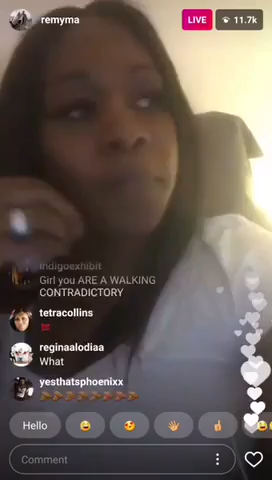 remyma
LIVE
11.7k
indigoexhibit
Girl you ARE A WALKING
CONTRADICTORY
tetracollins
reginaalodiaa
What
yesthatsphoenixx
Hello
Comment